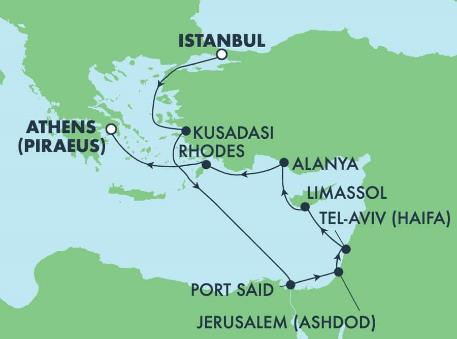 ISTANBUL
ATHENS
(PIRAEUS)
KUSADASI
RHODES
ALANYA
LIMASSOL
TEL-AVIV (HAIFA)
PORT SAID
JERUSALEM (ASHDOD)